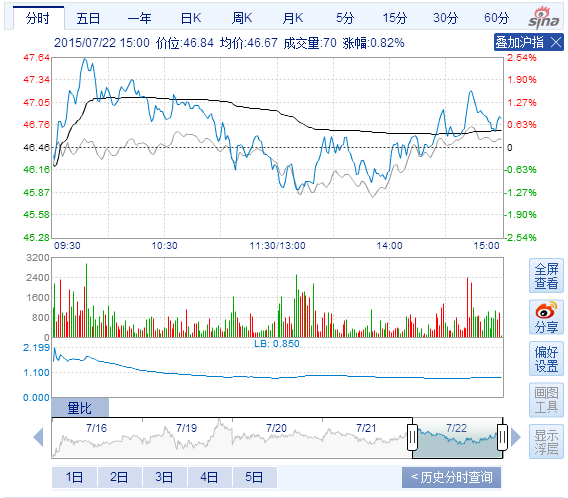 分时 五日 一年 日K 周K 月K 5分 15分 30分 60分 sina
2015/07/22 15:00 价位:46.84 均价:46.67 成交量:70 涨幅:0.82% 叠加沪指
47.64 2.54%
47.34 1.90%
47.05 1.27%
46.78 0.63%
46.48 0
46.16 -0.63%
45.87 -1.27%
45.58 -1.90%
45.28 -2.54%
09:30 10:30 11:30/13:00 14:00 15:00
3200
2400
1600
800
0
全屏
查看
分享
偏好
设置
画图
工具
显示
浮层
LB: 0.850
2.199
1.100
0.000
量比
7/16 7/19 7/20 7/21 7/22
1日 2日 3日 4日 5日 <历史分时查询